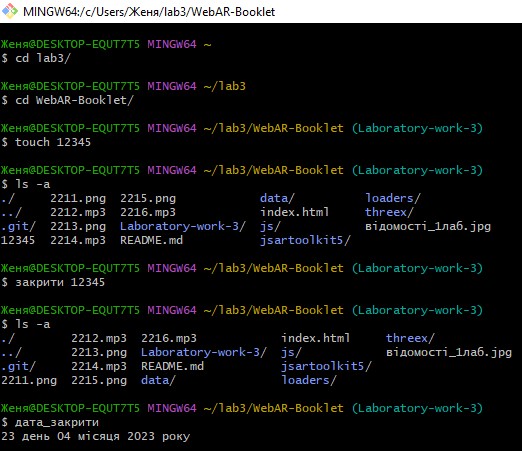 MINGW64:/c/Users/Женя/lab3/WebAR-Booklet
Женя@DESKTOP-EQUT7T5 MINGW64 ~
$ cd lab3/
Женя@DESKTOP-EQUT7T5 MINGW64 ~/lab3
$ cd WebAR-Booklet/
Женя@DESKTOP-EQUT7T5 MINGW64 ~/lab3/WebAR-Booklet (Laboratory-work-3)
$ touch 12345
Женя@DESKTOP-EQUT7T5 MINGW64 ~/lab3/WebAR-Booklet (Laboratory-work-3)
$ ls -a
./ 2211.png 2215.png data/ loaders/
../ 2212.mp3 2216.mp3 index.html threex/
.git/ 2213.png Laboratory-work-3/ js/ відомості_1лаб.jpg
12345 2214.mp3 README.md jsartoolkit5/
Женя@DESKTOP-EQUT7T5 MINGW64 ~/lab3/WebAR-Booklet (Laboratory-work-3)
$ закрити 12345
Женя@DESKTOP-EQUT7T5 MINGW64 ~/lab3/WebAR-Booklet (Laboratory-work-3)
$ ls -a
./ 2212.mp3 2216.mp3 index.html threex/
../ 2213.png Laboratory-work-3/ js/ відомості_1лаб.jpg
.git/ 2214.mp3 README.md jsartoolkit5/
2211.png 2215.png data/ loaders/
Женя@DESKTOP-EQUT7T5 MINGW64 ~/lab3/WebAR-Booklet (Laboratory-work-3)
$ дата_закрити
23 день 04 місяця 2023 року